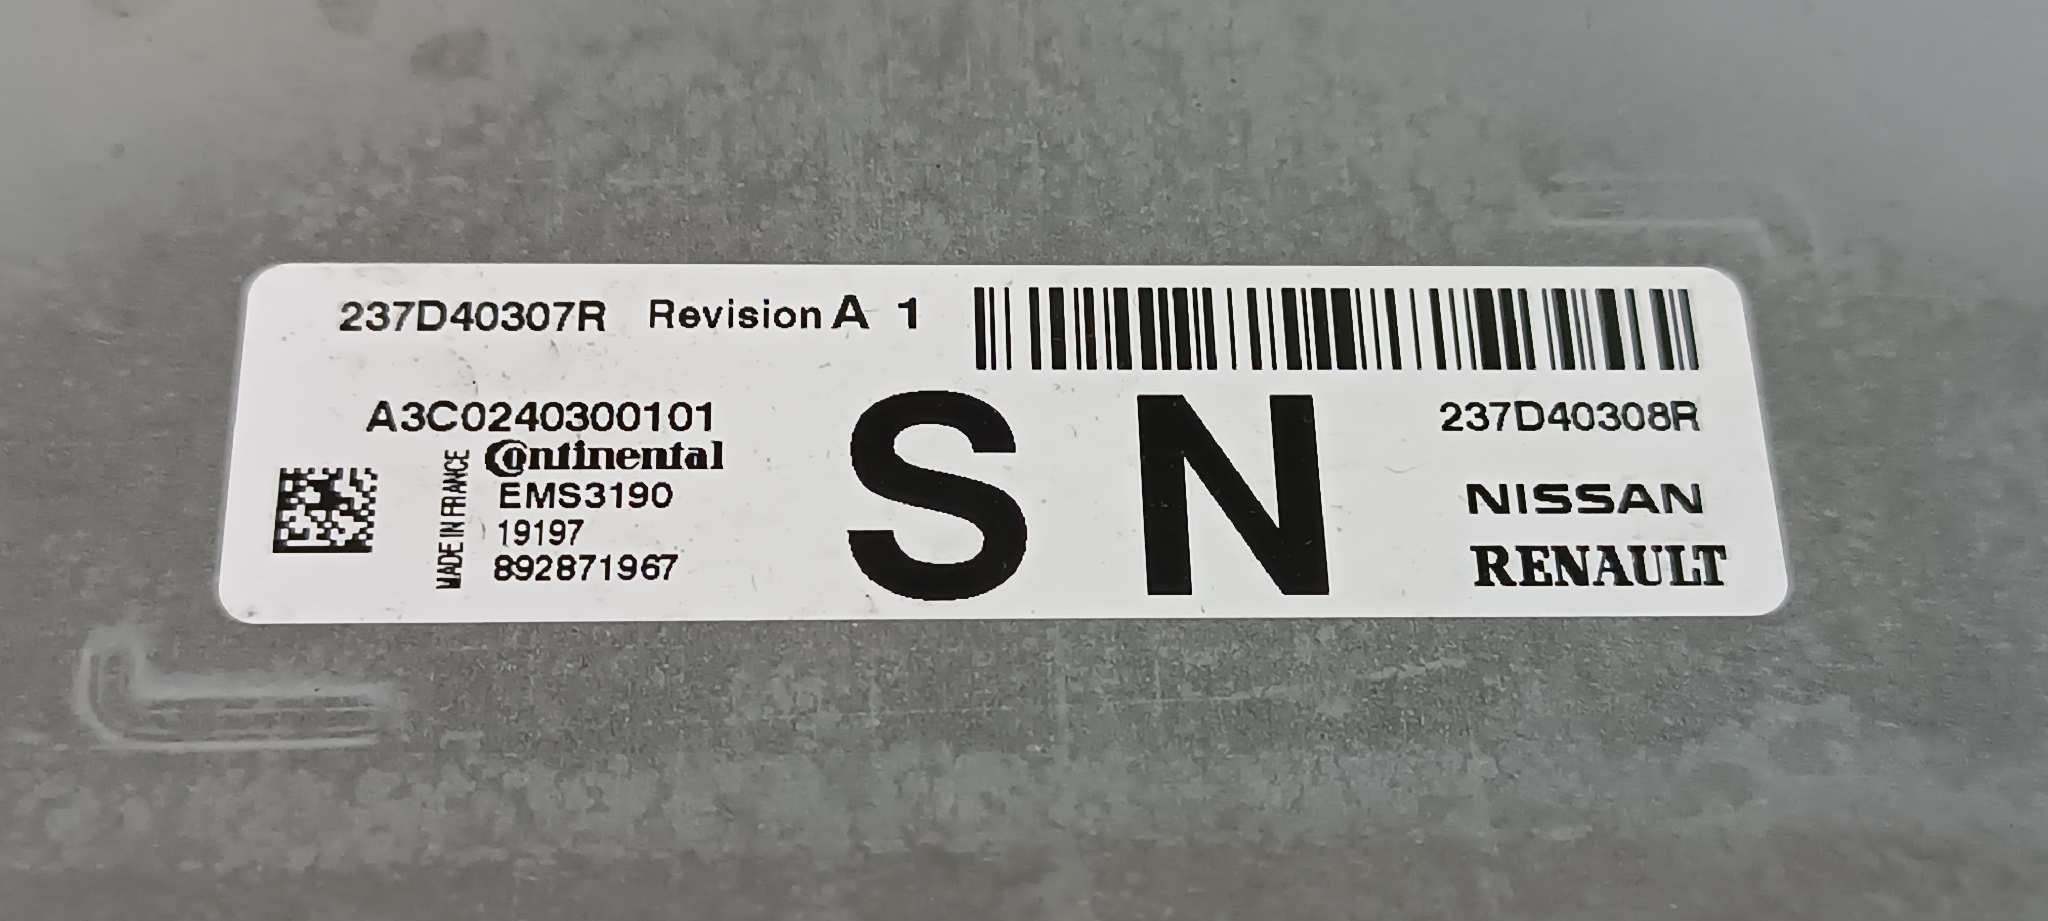 237D40307R Revision A 1
A3C0240300101
Continental
EMS3190
19197
892871967
MADE IN FRANCE
S N
237D40308R
NISSAN
RENAULT